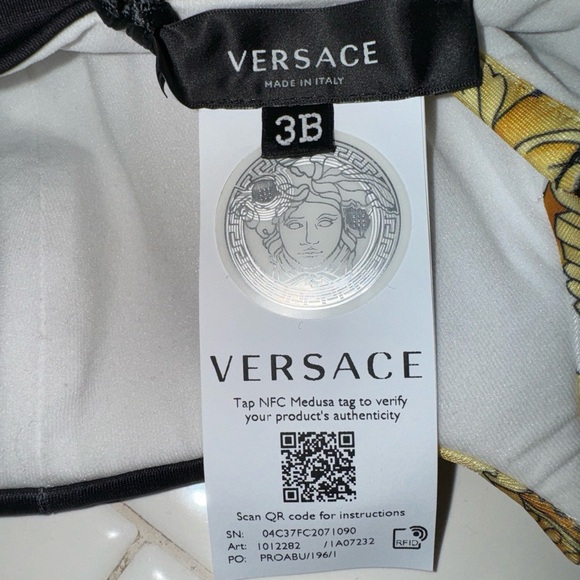 VERSACE
MADE IN ITALY
3B
VERSACE
Tap NFC Medusa tag to verify
your product's authenticity
Scan QR code for instructions
SN: 04C37FC2071090
Art: 1012282 /1A07232
PO: PROABU/196/1
RFID